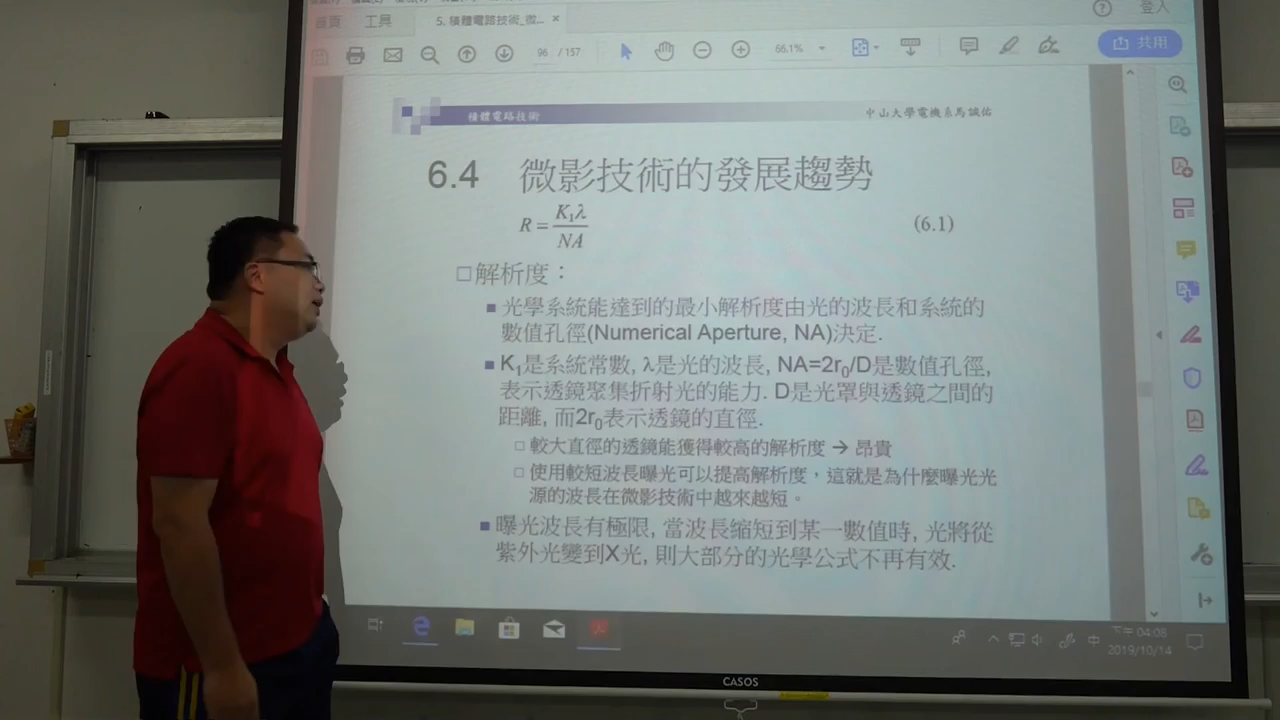 首頁 工具 5. 積體電路技術_微... × 登入
96 / 157 66.1% 共用
積體電路技術 中山大學電機系馬誠佑
6.4 微影技術的發展趨勢
R = K₁λ / NA (6.1)
解析度：
光學系統能達到的最小解析度由光的波長和系統的
數值孔徑(Numerical Aperture, NA)決定.
K₁是系統常數, λ是光的波長, NA=2r₀/D是數值孔徑,
表示透鏡聚集折射光的能力. D是光罩與透鏡之間的
距離, 而2r₀表示透鏡的直徑.
較大直徑的透鏡能獲得較高的解析度 → 昂貴
使用較短波長曝光可以提高解析度，這就是為什麼曝光光
源的波長在微影技術中越來越短。
曝光波長有極限, 當波長縮短到某一數值時, 光將從
紫外光變到X光, 則大部分的光學公式不再有效.
中 下午 04:08
2019/10/14
CASOS